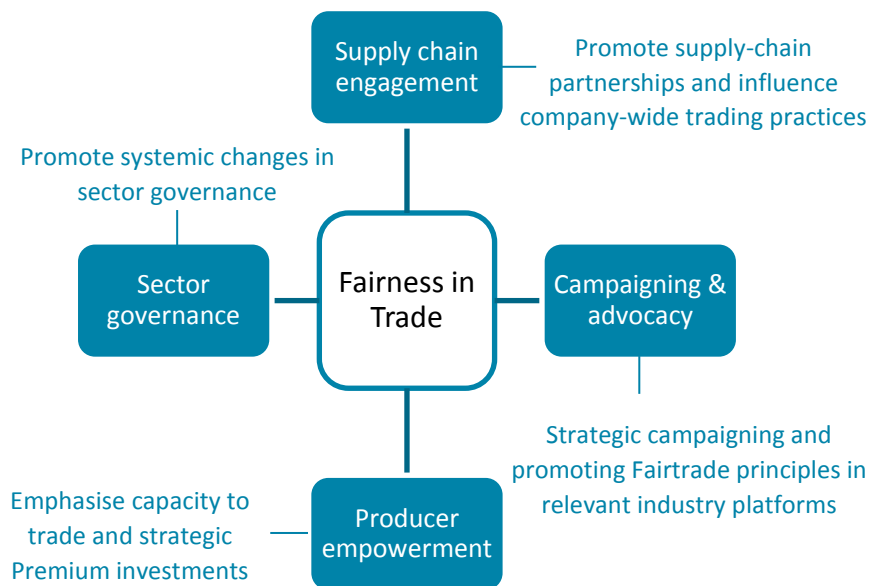 Supply chain
engagement
Promote supply-chain
partnerships and influence
company-wide trading practices
Promote systemic changes in
sector governance
Sector
governance
Fairness in
Trade
Campaigning &
advocacy
Strategic campaigning and
promoting Fairtrade principles in
relevant industry platforms
Emphasise capacity to
trade and strategic
Premium investments
Producer
empowerment